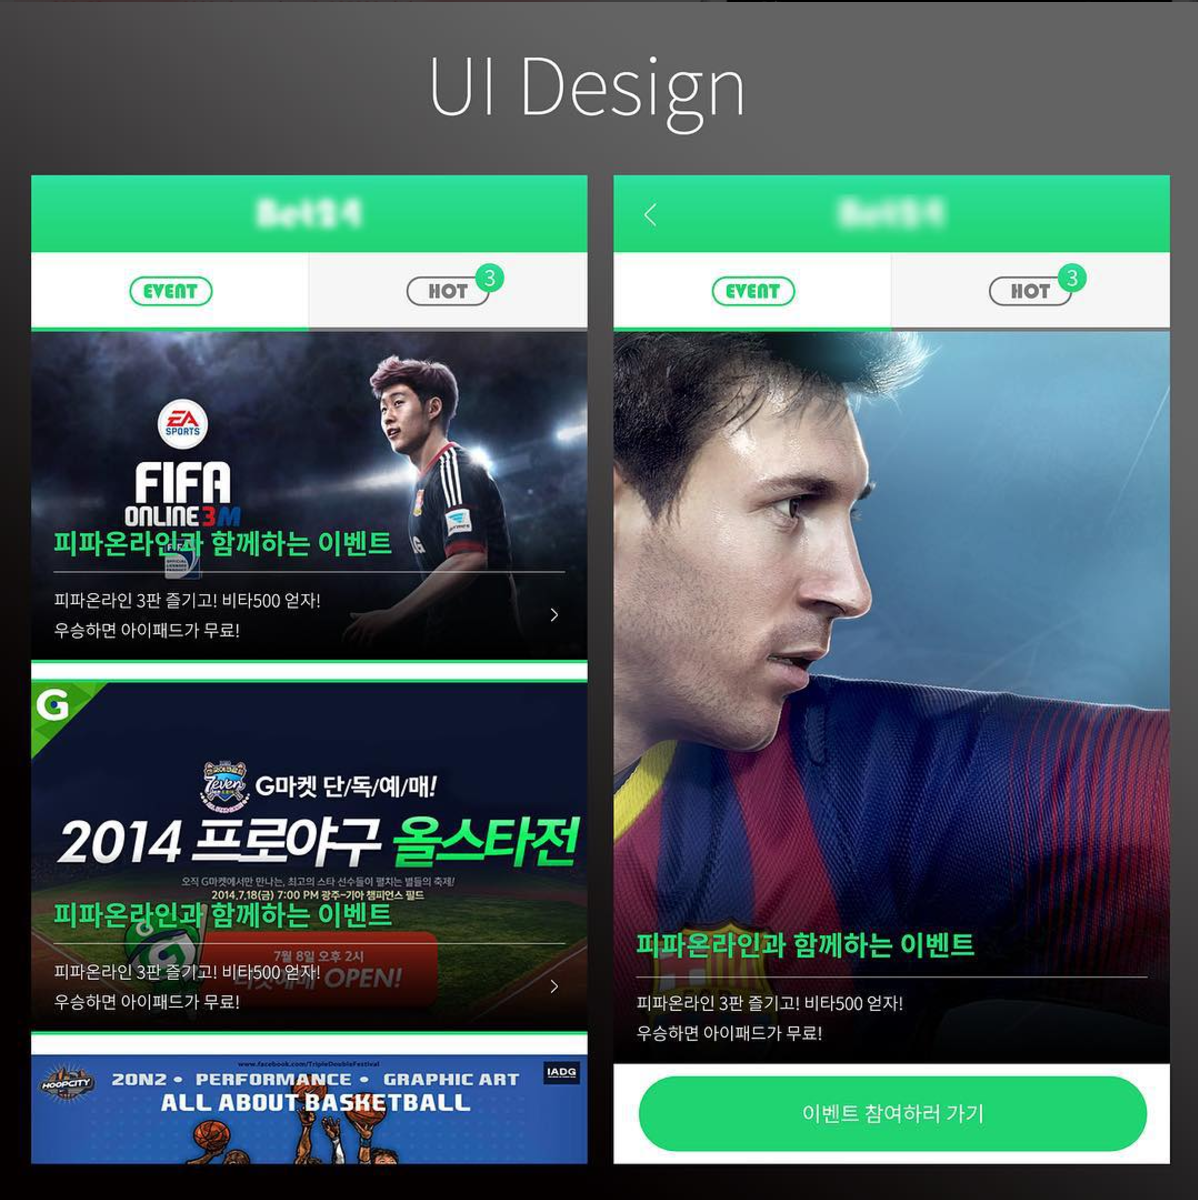 UI Design
EVENT
HOT
3
EA
SPORTS
FIFA
ONLINE 3M
피파온라인과 함께하는 이벤트
피파온라인 3판 즐기고! 비타500 얻자!
우승하면 아이패드가 무료!
G
7even
G마켓 단/독/예/매!
2014 프로야구 올스타전
오직 G마켓에서만 만나는, 최고의 스타 선수들이 펼치는 별들의 축제!
2014.7.18(금) 7:00 PM 광주-기아 챔피언스 필드
피파온라인과 함께하는 이벤트
7월 8일 오후 2시
OPEN!
피파온라인 3판 즐기고! 비타500 얻자!
우승하면 아이패드가 무료!
www.facebook.com/TripleDoubleFestival
HOOPCITY
20N2 • PERFORMANCE • GRAPHIC ART
IADG
ALL ABOUT BASKETBALL
EVENT
HOT
3
피파온라인과 함께하는 이벤트
피파온라인 3판 즐기고! 비타500 얻자!
우승하면 아이패드가 무료!
이벤트 참여하러 가기